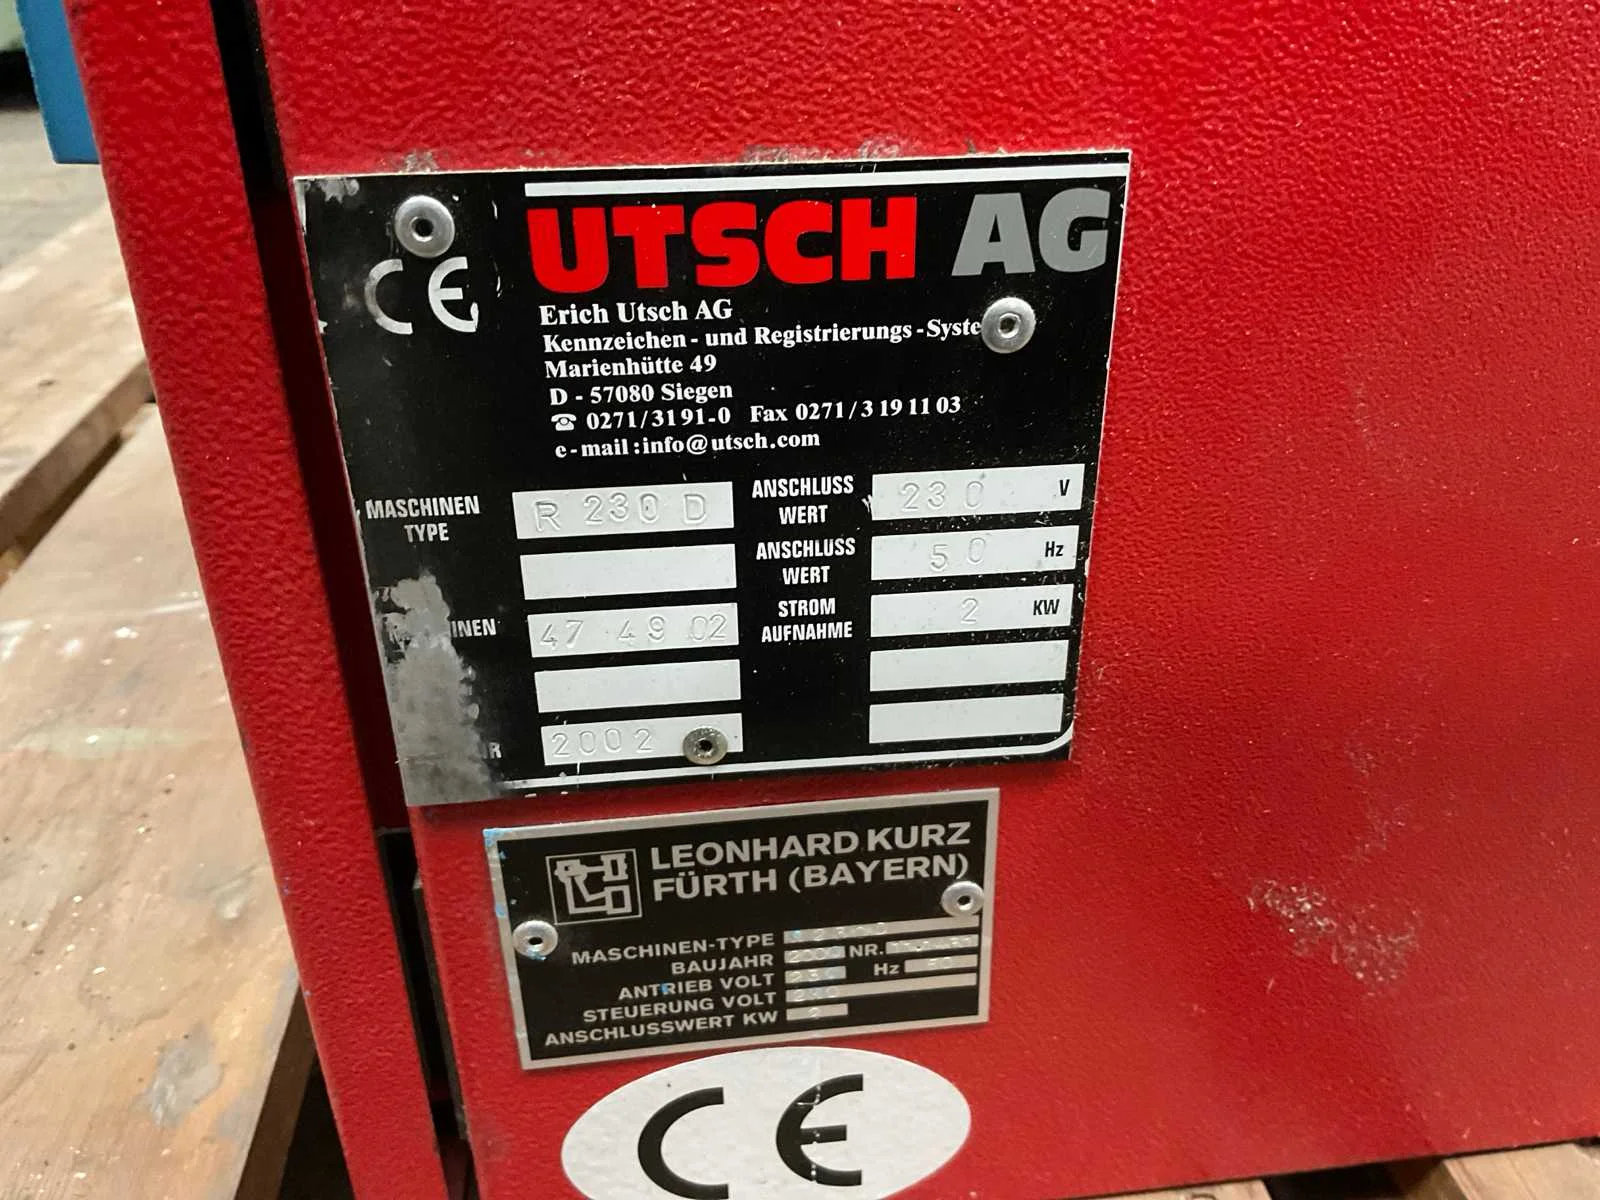 UTSCH AG
CE
Erich Utsch AG
Kennzeichen - und Registrierungs - Syste
Marienhütte 49
D - 57080 Siegen
☎ 0271/3191-0 Fax 0271/3 19 11 03
e-mail: info@utsch.com
MASCHINEN TYPE R 230 D
ANSCHLUSS WERT 230 V
ANSCHLUSS WERT 50 Hz
INEN 47 49 02
STROM AUFNAHME 2 KW
R 2002
LEONHARD KURZ
FÜRTH (BAYERN)
MASCHINEN-TYPE
BAUJAHR NR.
ANTRIEB VOLT Hz
STEUERUNG VOLT
ANSCHLUSSWERT KW 2
CE